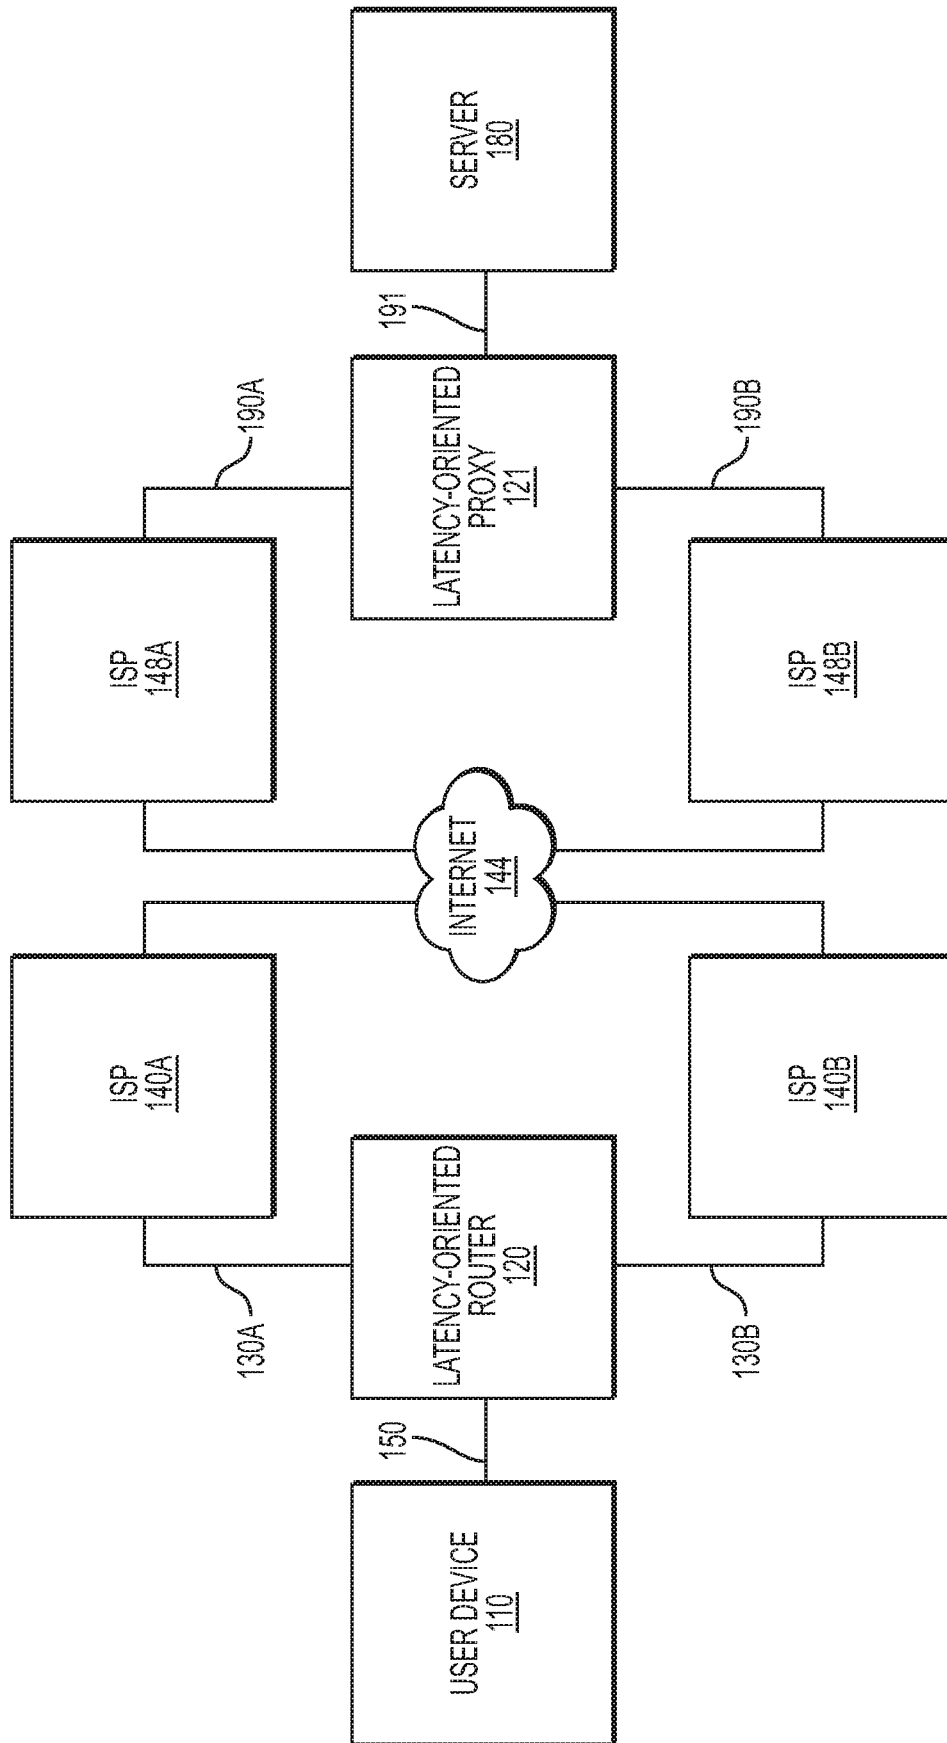 USER DEVICE
110
150
LATENCY-ORIENTED
ROUTER
120
130A
130B
ISP
140A
ISP
140B
INTERNET
144
ISP
148A
ISP
148B
190A
190B
LATENCY-ORIENTED
PROXY
121
191
SERVER
180